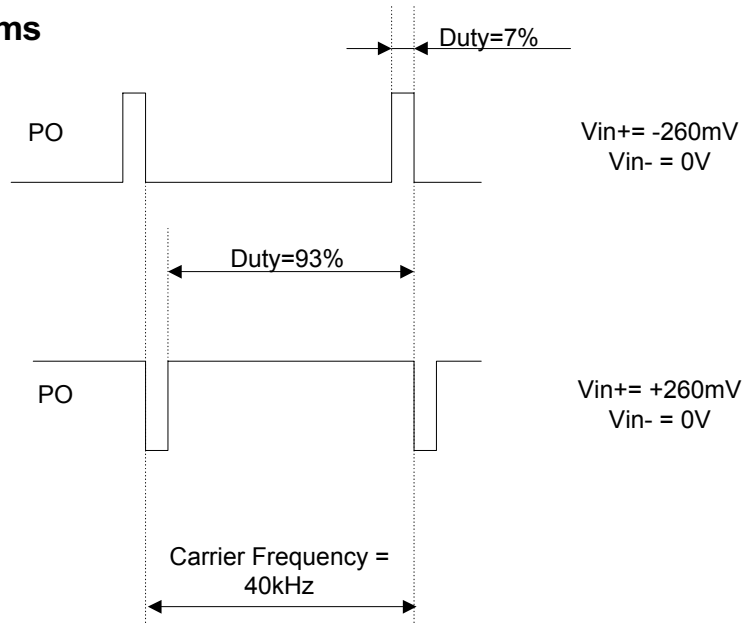 ms
Duty=7%
PO
Vin+= -260mV
Vin- = 0V
Duty=93%
PO
Vin+= +260mV
Vin- = 0V
Carrier Frequency =
40kHz